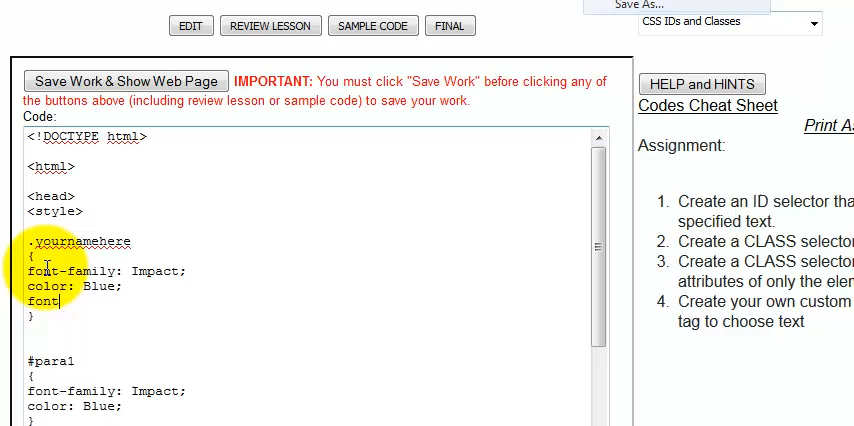 Save As...
EDIT REVIEW LESSON SAMPLE CODE FINAL CSS IDs and Classes
Save Work & Show Web Page IMPORTANT: You must click "Save Work" before clicking any of
the buttons above (including review lesson or sample code) to save your work.
Code:
<!DOCTYPE html>
<html>
<head>
<style>
.yournamehere
{
font-family: Impact;
color: Blue;
font
}
#para1
{
font-family: Impact;
color: Blue;
}
HELP and HINTS
Codes Cheat Sheet
Print As
Assignment:
1. Create an ID selector tha
specified text.
2. Create a CLASS selector
3. Create a CLASS selector
attributes of only the elen
4. Create your own custom
tag to choose text